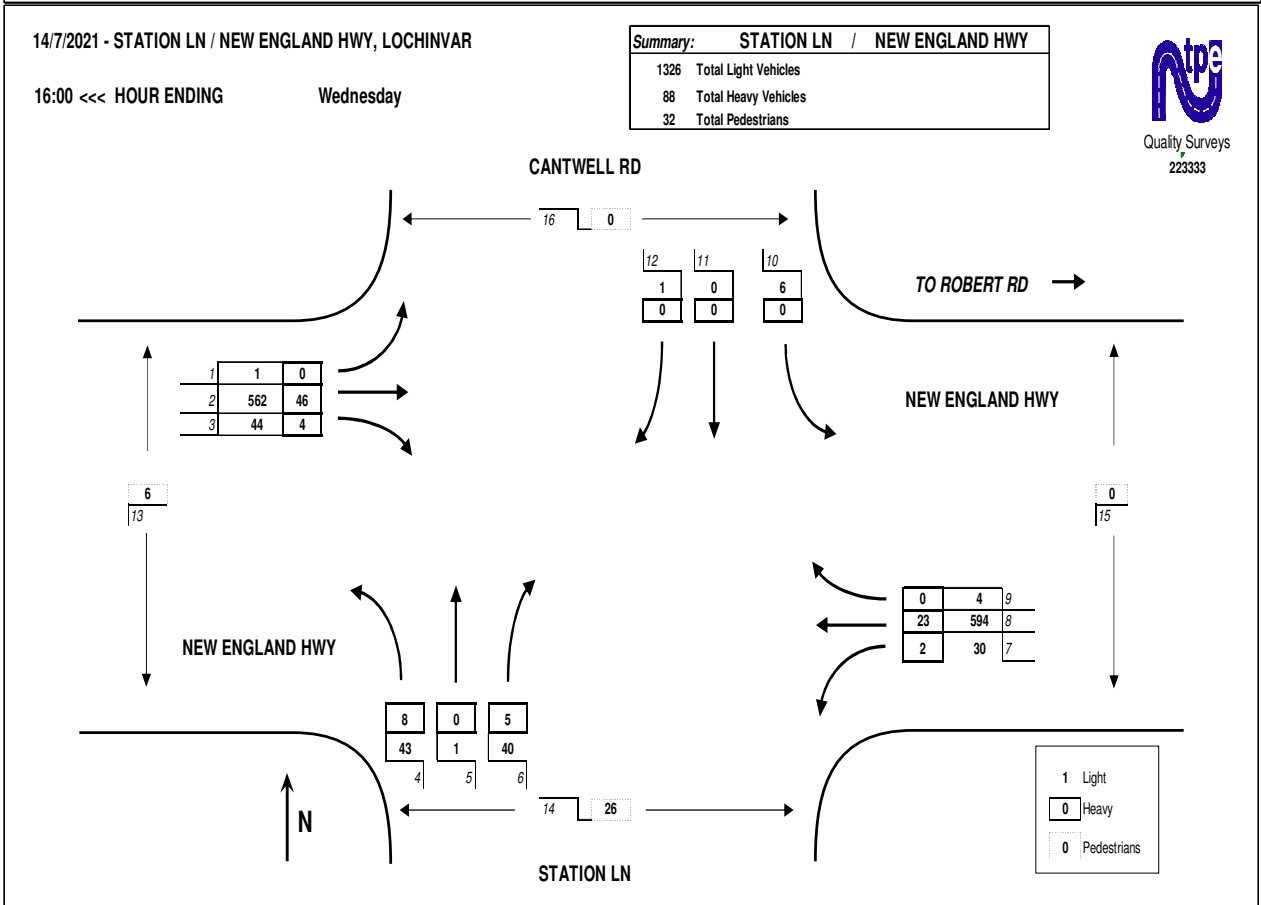 14/7/2021 - STATION LN / NEW ENGLAND HWY, LOCHINVAR
Summary: STATION LN / NEW ENGLAND HWY
1326 Total Light Vehicles
88 Total Heavy Vehicles
32 Total Pedestrians
16:00 <<< HOUR ENDING Wednesday
tpe
Quality Surveys
223333
CANTWELL RD
16 0
12 11 10
1 0 6
0 0 0
TO ROBERT RD
1 1 0
2 562 46
3 44 4
NEW ENGLAND HWY
6
13
0
15
0 4 9
23 594 8
2 30 7
NEW ENGLAND HWY
8 0 5
43 1 40
4 5 6
14 26
N
STATION LN
1 Light
0 Heavy
0 Pedestrians